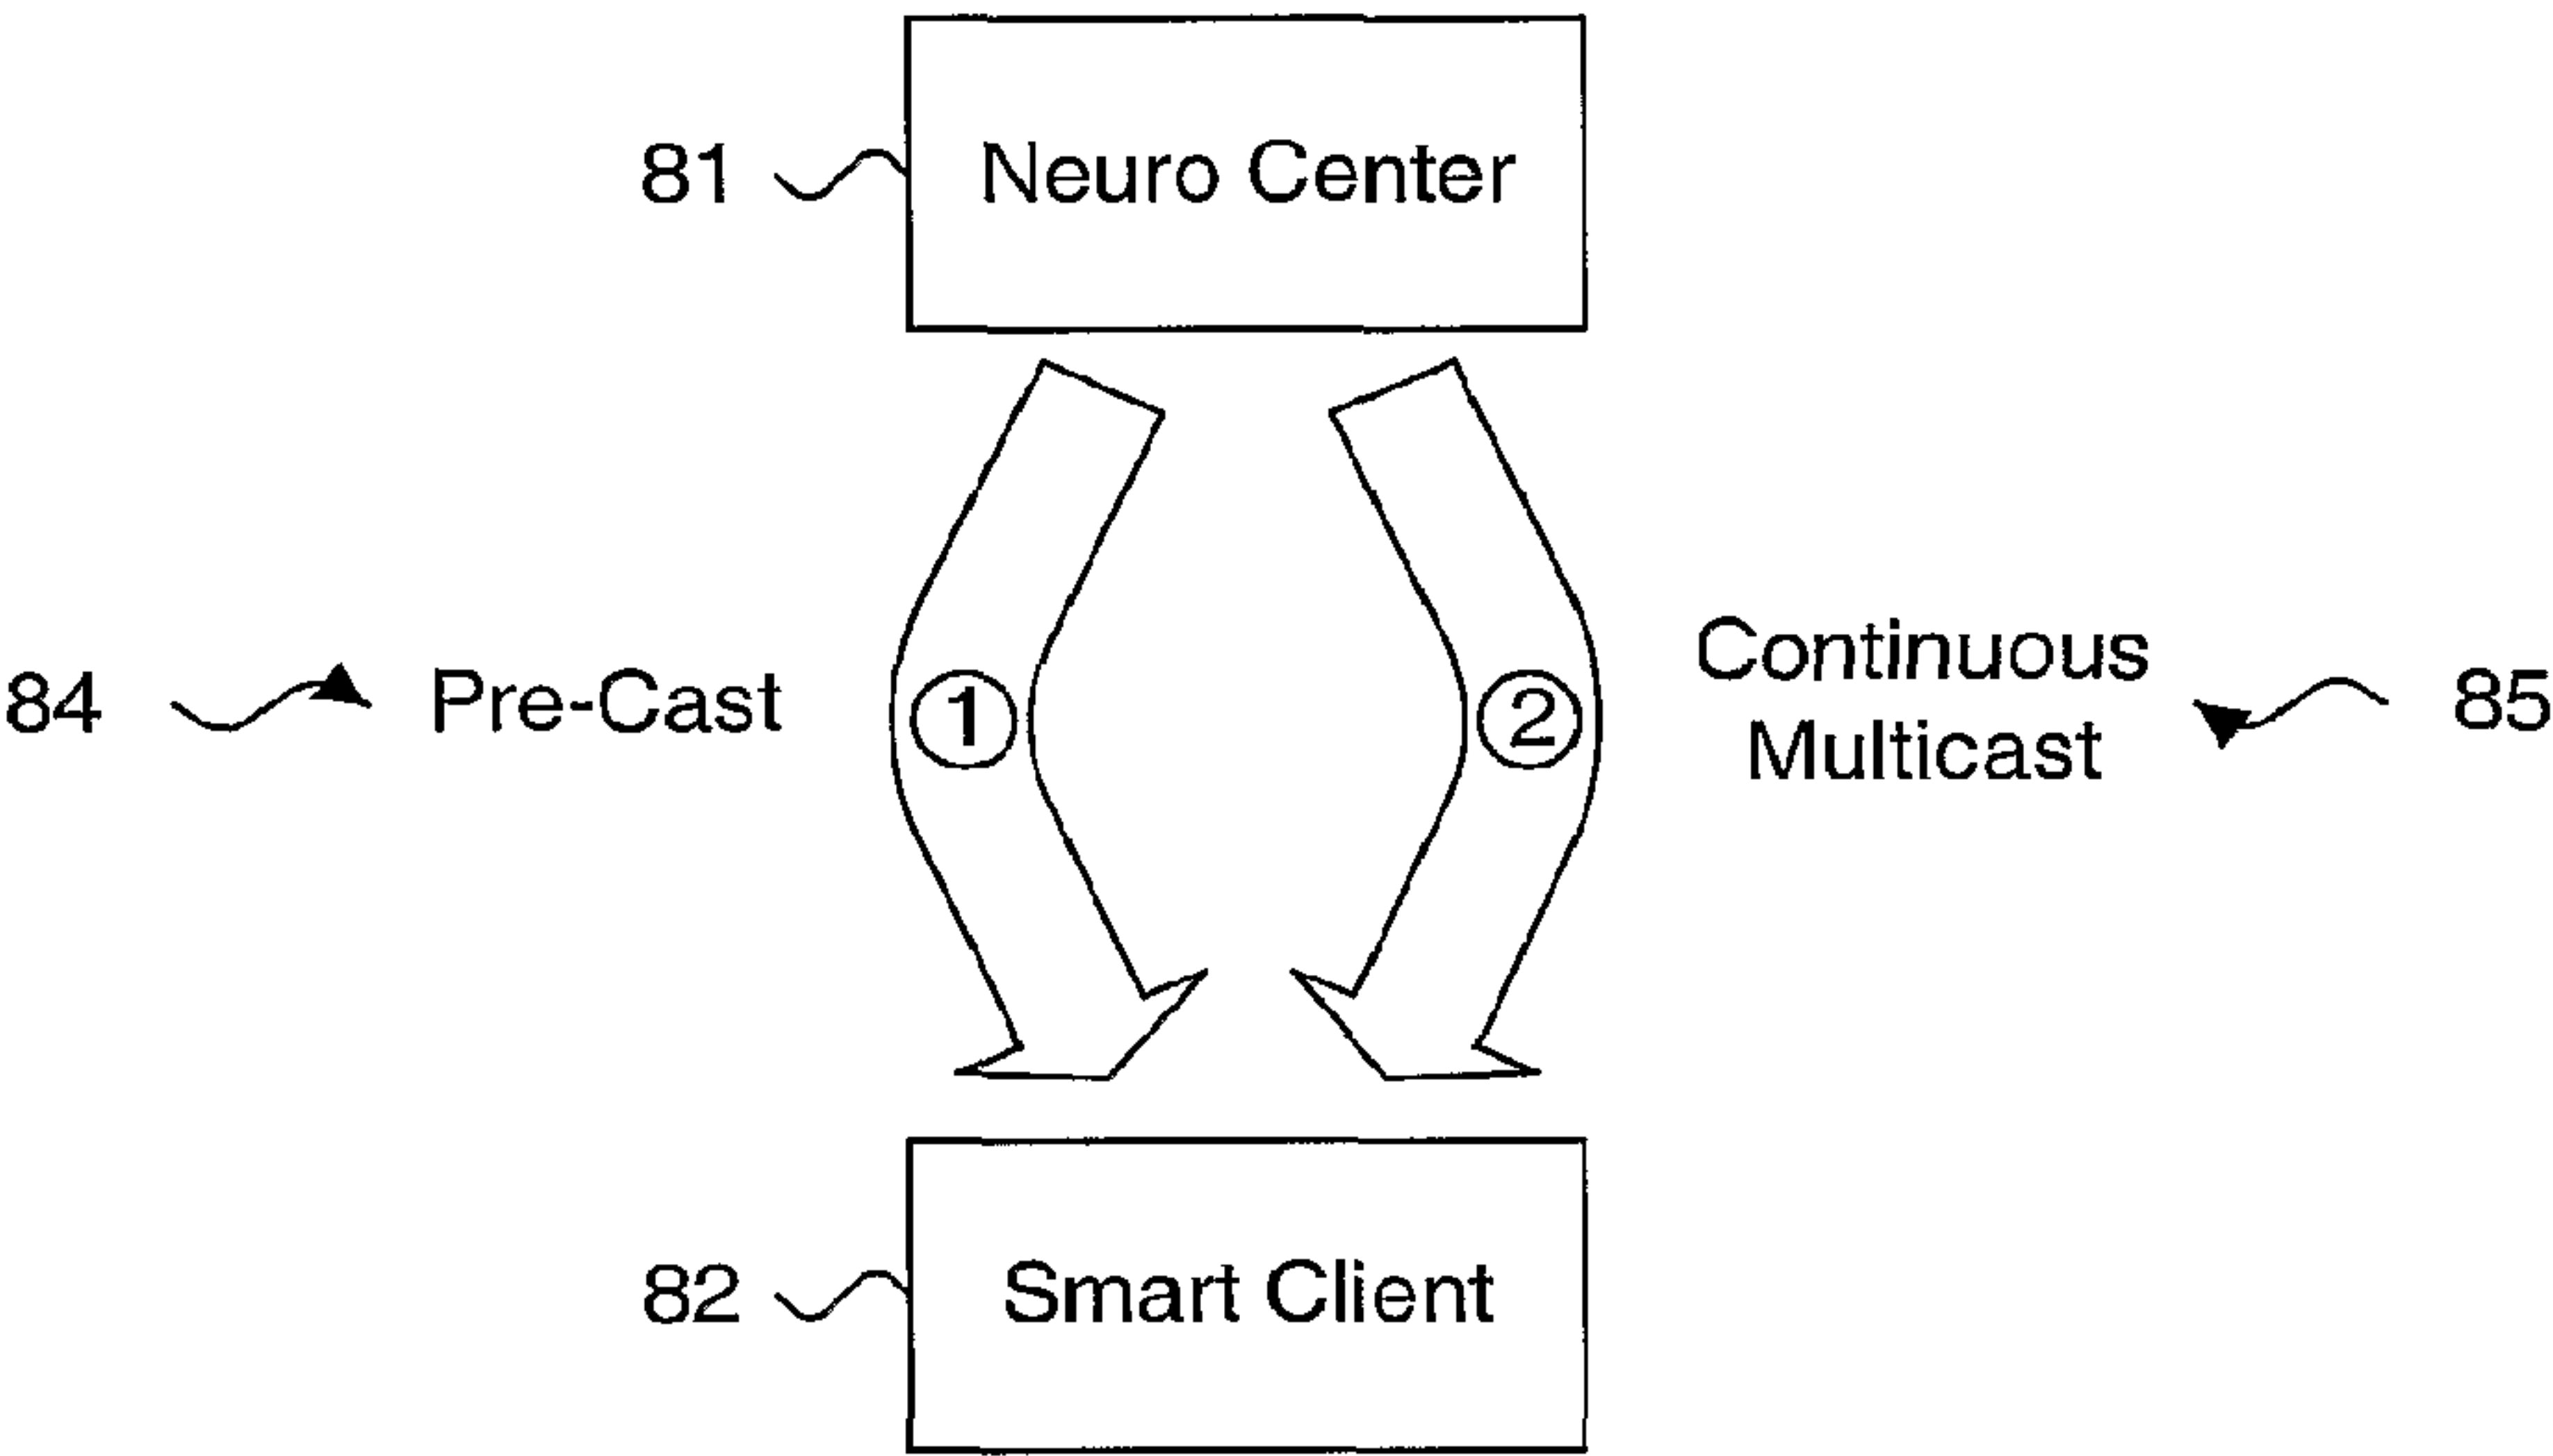 81 Neuro Center
84 Pre-Cast
1
2
Continuous
Multicast
85
82 Smart Client